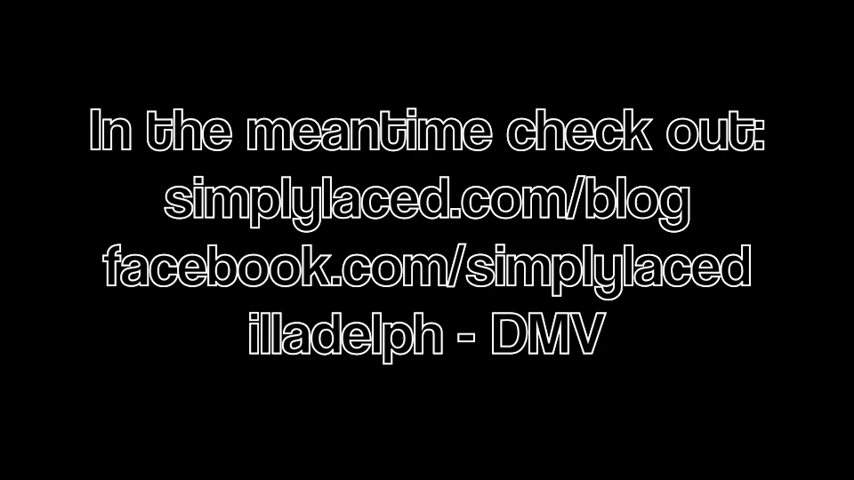 In the meantime check out:
simplylaced.com/blog
facebook.com/simplylaced
illadelph - DMV